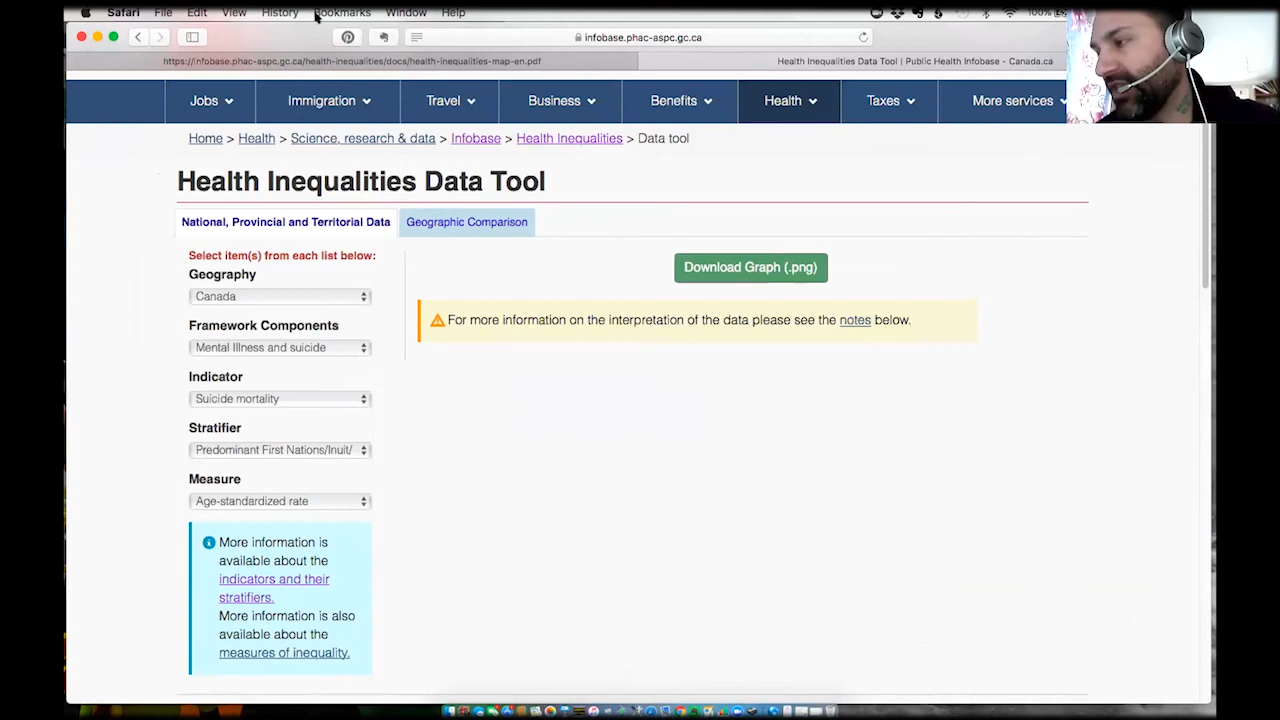 Safari File Edit View History Bookmarks Window Help 100%
infobase.phac-aspc.gc.ca
https://infobase.phac-aspc.gc.ca/health-inequalities/docs/health-inequalities-map-en.pdf
Health Inequalities Data Tool | Public Health Infobase - Canada.ca
Jobs Immigration Travel Business Benefits Health Taxes More services
Home > Health > Science, research & data > Infobase > Health Inequalities > Data tool
Health Inequalities Data Tool
National, Provincial and Territorial Data
Geographic Comparison
Select item(s) from each list below:
Geography
Canada
Framework Components
Mental Illness and suicide
Indicator
Suicide mortality
Stratifier
Predominant First Nations/Inuit/
Measure
Age-standardized rate
More information is
available about the
indicators and their
stratifiers.
More information is also
available about the
measures of inequality.
Download Graph (.png)
For more information on the interpretation of the data please see the notes below.